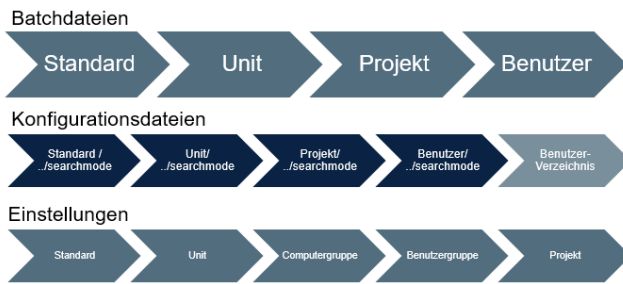 Batchdateien
Standard
Unit
Projekt
Benutzer
Konfigurationsdateien
Standard /
../searchmode
Unit/
../searchmode
Projekt/
../searchmode
Benutzer/
../searchmode
Benutzer-
Verzeichnis
Einstellungen
Standard
Unit
Computergruppe
Benutzergruppe
Projekt